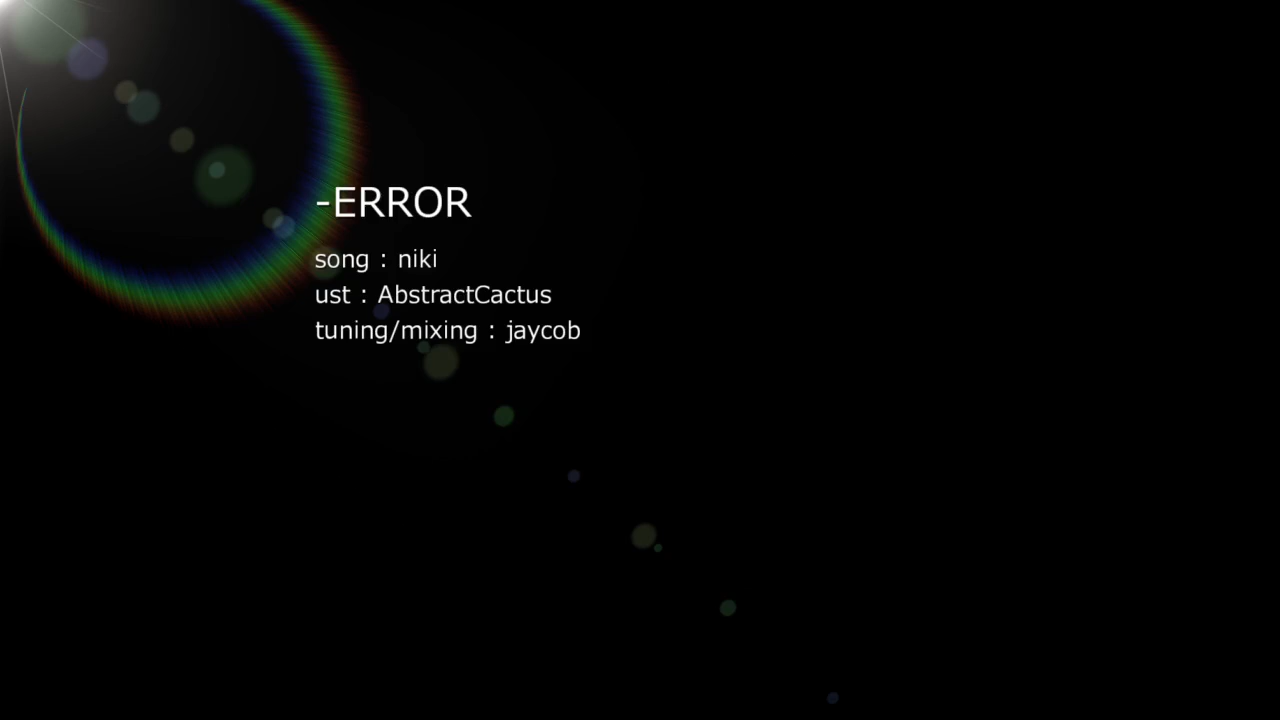 -ERROR
song : niki
ust : AbstractCactus
tuning/mixing : jaycob